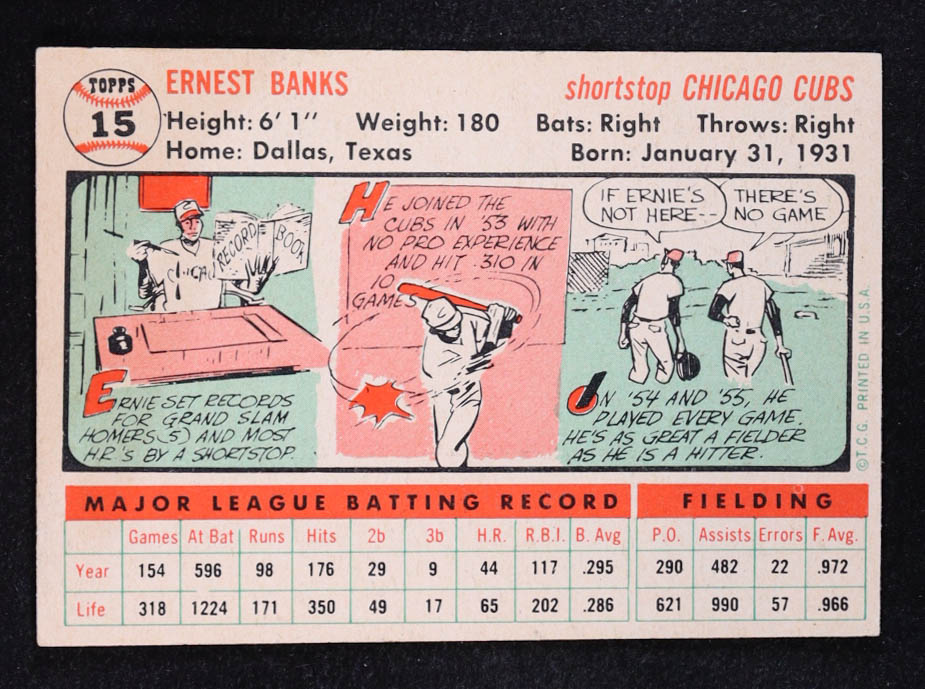 TOPPS
15
ERNEST BANKS
shortstop CHICAGO CUBS
Height: 6' 1" Weight: 180 Bats: Right Throws: Right
Home: Dallas, Texas Born: January 31, 1931
RECORD BOOK
CHICA
ERNIE SET RECORDS
FOR GRAND SLAM
HOMERS (5) AND MOST
H.R.'S BY A SHORTSTOP.
HE JOINED THE
CUBS IN '53 WITH
NO PRO EXPERIENCE
AND HIT .310 IN
10
GAMES
IF ERNIE'S
NOT HERE--
THERE'S
NO GAME
IN '54 AND '55, HE
PLAYED EVERY GAME.
HE'S AS GREAT A FIELDER
AS HE IS A HITTER.
©T.C.G. PRINTED IN U.S.A.
MAJOR LEAGUE BATTING RECORD FIELDING
Games At Bat Runs Hits 2b 3b H.R. R.B.I. B. Avg P.O. Assists Errors F. Avg.
Year 154 596 98 176 29 9 44 117 .295 290 482 22 .972
Life 318 1224 171 350 49 17 65 202 .286 621 990 57 .966